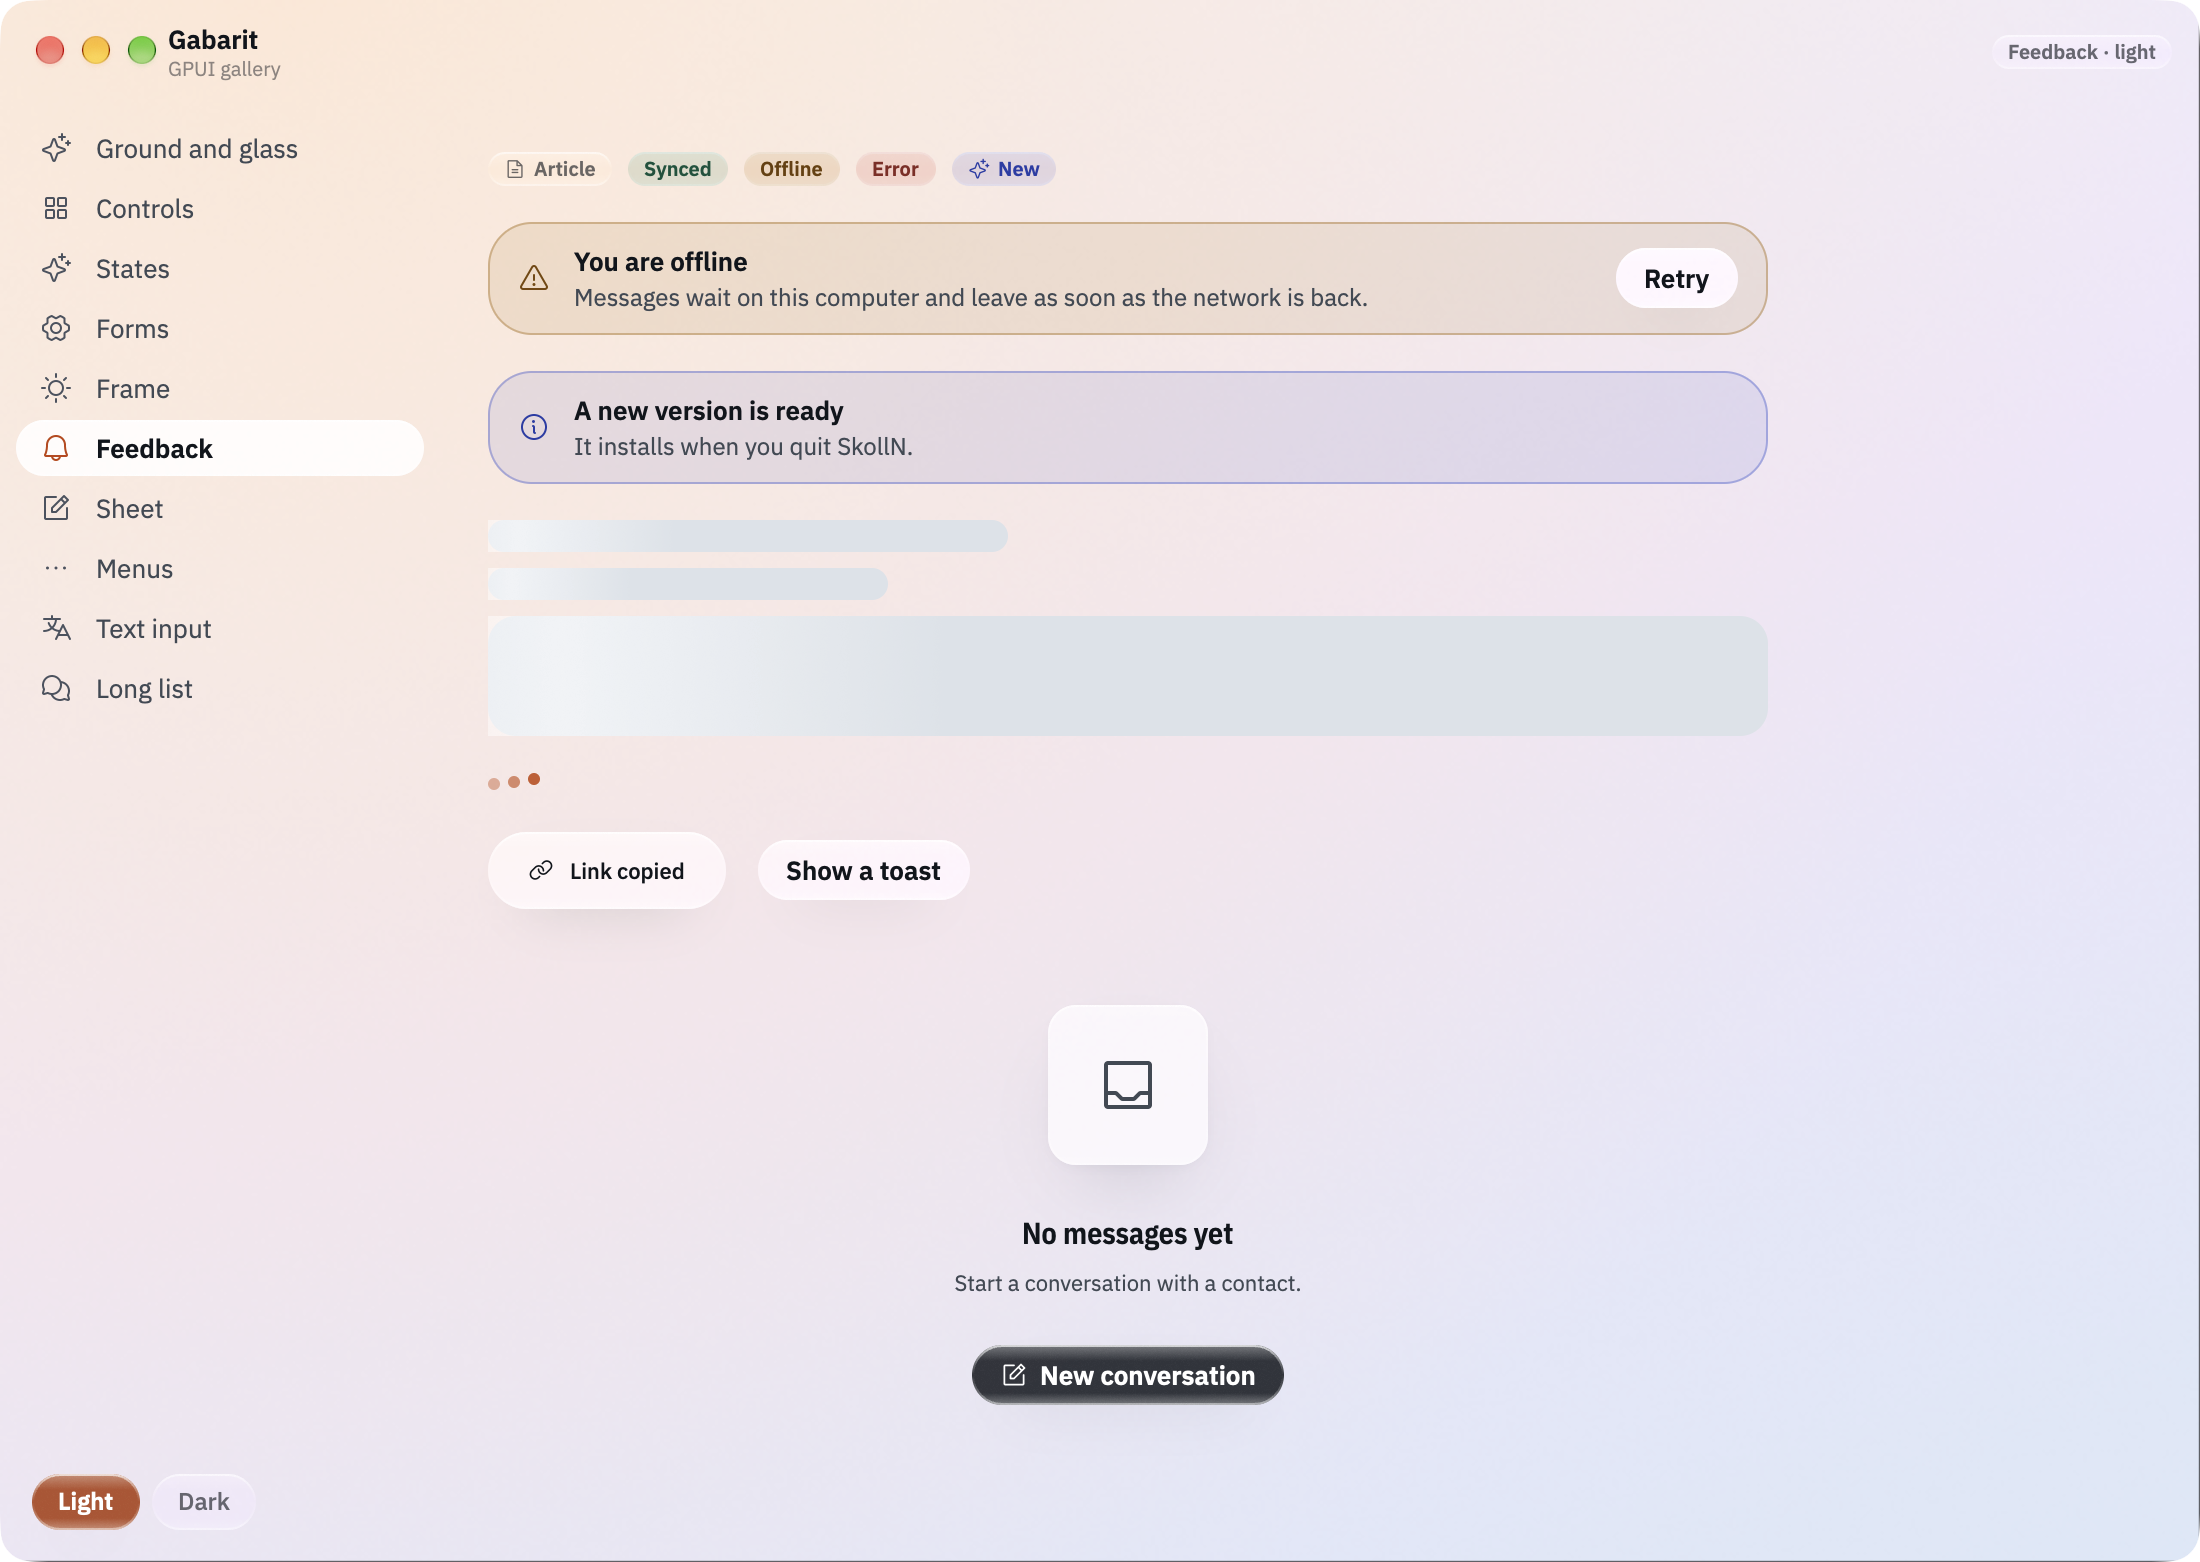 Gabarit
GPUI gallery
Feedback · light
Ground and glass
Controls
States
Forms
Frame
Feedback
Sheet
Menus
Text input
Long list
Article
Synced
Offline
Error
New
You are offline
Messages wait on this computer and leave as soon as the network is back.
Retry
A new version is ready
It installs when you quit SkollN.
Link copied
Show a toast
No messages yet
Start a conversation with a contact.
New conversation
Light
Dark